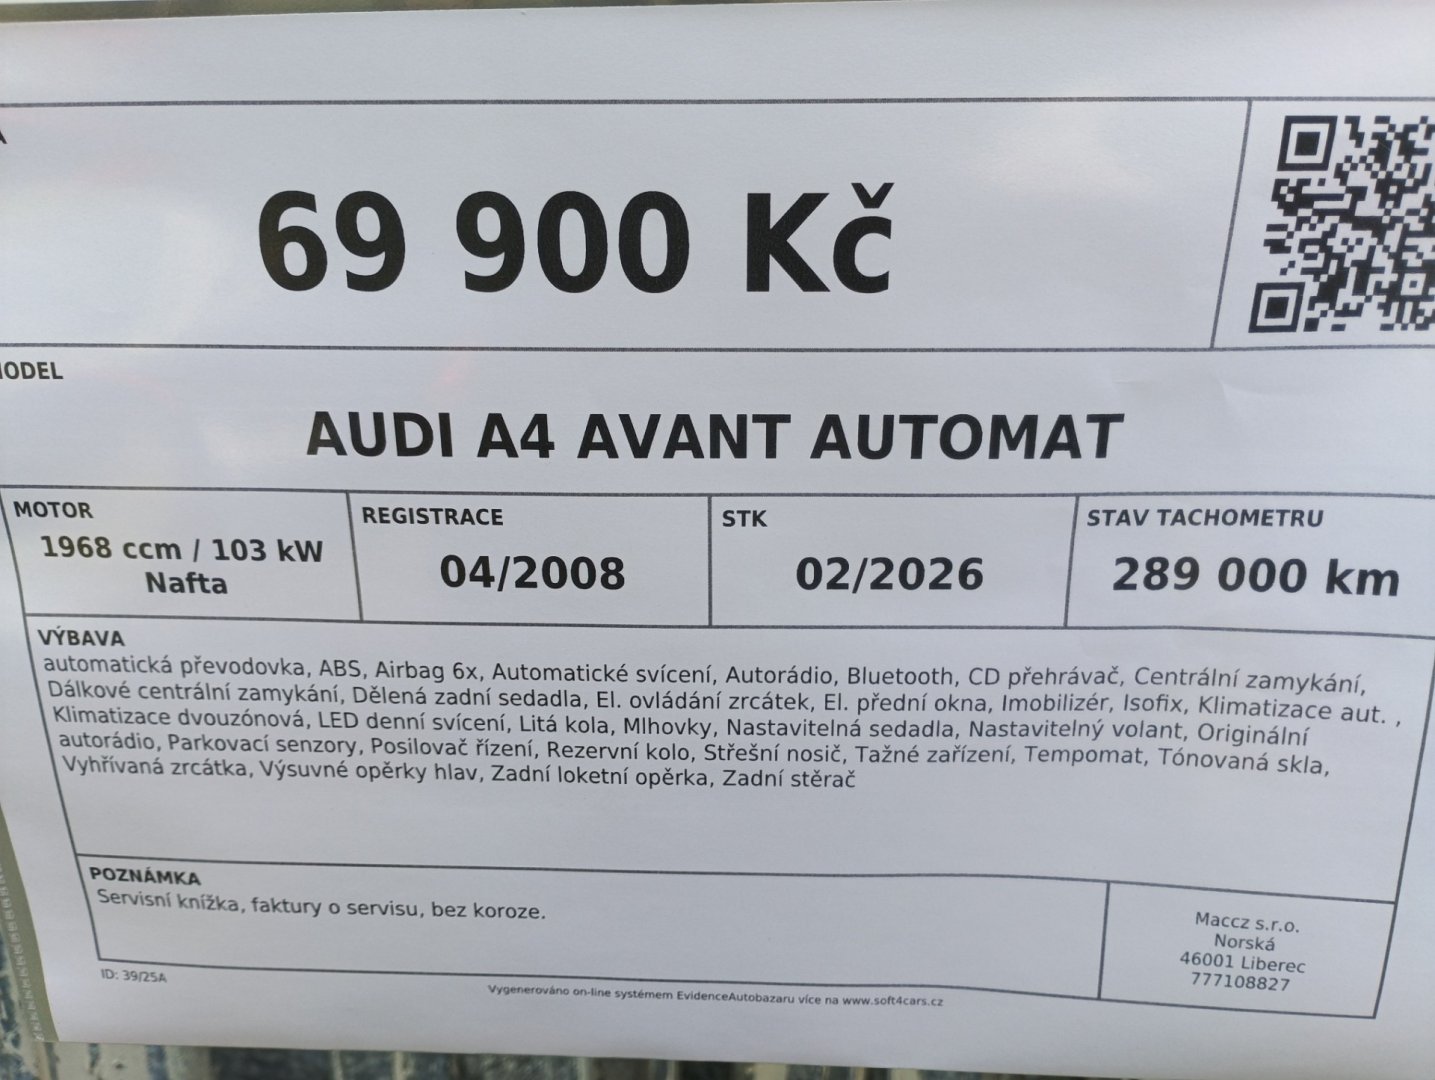 69 900 Kč
MODEL
AUDI A4 AVANT AUTOMAT
MOTOR
1968 ccm / 103 kW
Nafta
REGISTRACE
04/2008
STK
02/2026
STAV TACHOMETRU
289 000 km
VÝBAVA
automatická převodovka, ABS, Airbag 6x, Automatické svícení, Autorádio, Bluetooth, CD přehrávač, Centrální zamykání,
Dálkové centrální zamykání, Dělená zadní sedadla, El. ovládání zrcátek, El. přední okna, Imobilizér, Isofix, Klimatizace aut. ,
Klimatizace dvouzónová, LED denní svícení, Litá kola, Mlhovky, Nastavitelná sedadla, Nastavitelný volant, Originální
autorádio, Parkovací senzory, Posilovač řízení, Rezervní kolo, Střešní nosič, Tažné zařízení, Tempomat, Tónovaná skla,
Vyhřívaná zrcátka, Výsuvné opěrky hlav, Zadní loketní opěrka, Zadní stěrač
POZNÁMKA
Servisní knížka, faktury o servisu, bez koroze.
Maccz s.r.o.
Norská
46001 Liberec
777108827
ID: 39/25A
Vygenerováno on-line systémem EvidenceAutobazaru více na www.soft4cars.cz